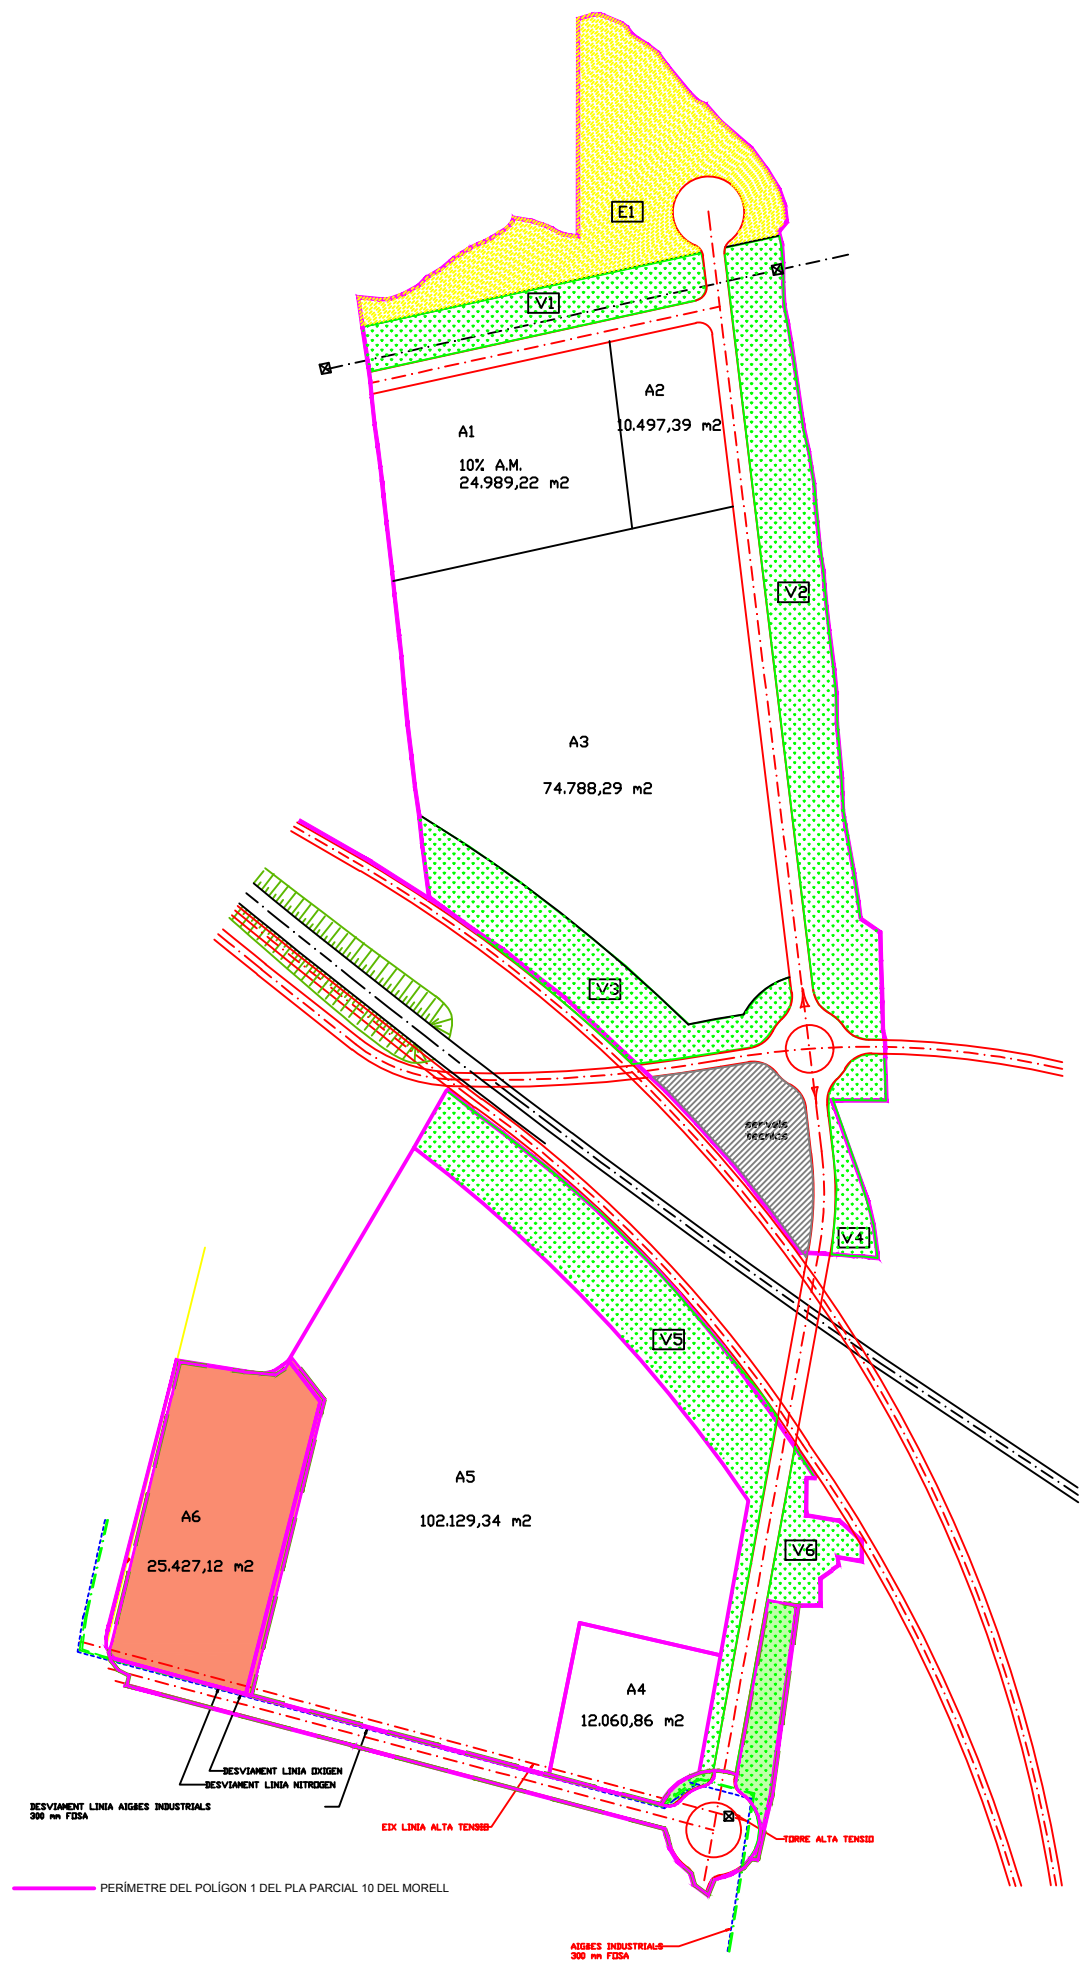 E1
V1
A2
10.497,39 m2
A1
10% A.M.
24.989,22 m2
V2
A3
74.788,29 m2
V3
serveis
tècnics
V4
V5
A5
102.129,34 m2
A6
25.427,12 m2
V6
A4
12.060,86 m2
DESVIAMENT LINIA OXIGEN
DESVIAMENT LINIA NITROGEN
DESVIAMENT LINIA AIGÜES INDUSTRIALS
300 mm FOSA
EIX LINIA ALTA TENSIO
TORRE ALTA TENSIO
PERÍMETRE DEL POLÍGON 1 DEL PLA PARCIAL 10 DEL MORELL
AIGÜES INDUSTRIALS
300 mm FOSA